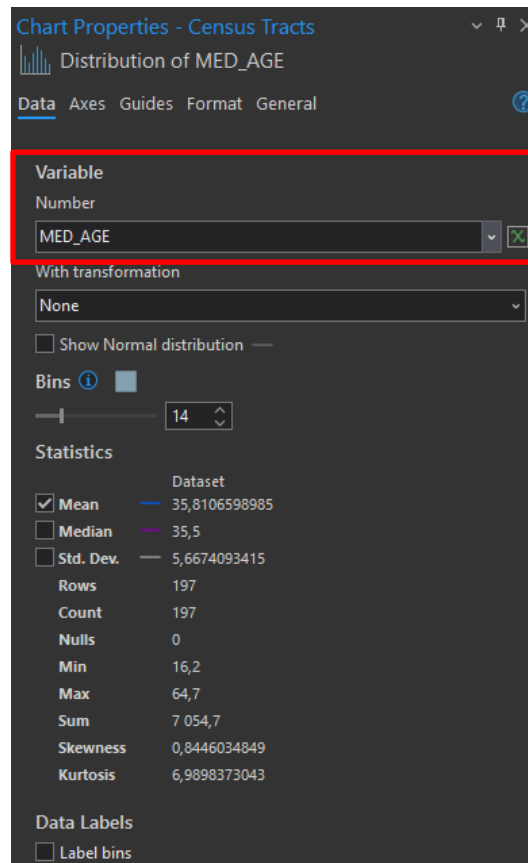 Chart Properties - Census Tracts
Distribution of MED_AGE
Data Axes Guides Format General
Variable
Number
MED_AGE
With transformation
None
Show Normal distribution
Bins
14
Statistics
Dataset
Mean 35,8106598985
Median 35,5
Std. Dev. 5,6674093415
Rows 197
Count 197
Nulls 0
Min 16,2
Max 64,7
Sum 7 054,7
Skewness 0,8446034849
Kurtosis 6,9898373043
Data Labels
Label bins